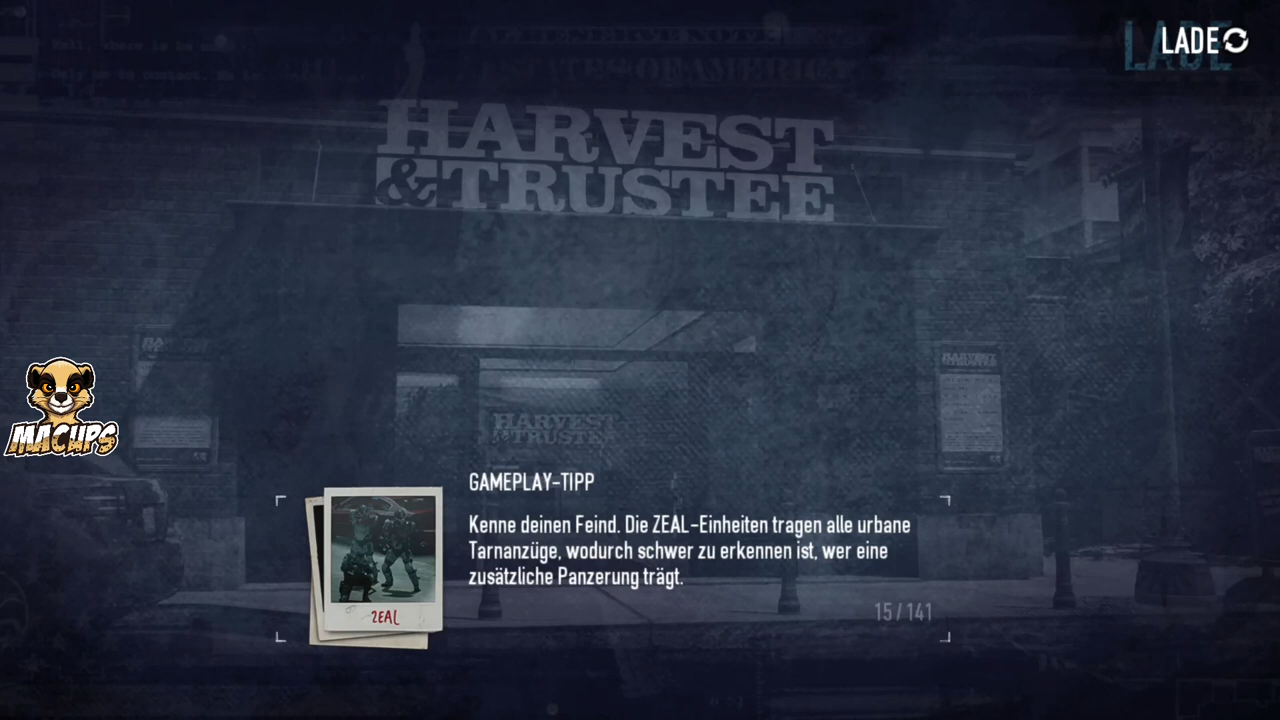 LADE
HARVEST
& TRUSTEE
HARVEST
& TRUSTEE
MACUPS
GAMEPLAY-TIPP
Kenne deinen Feind. Die ZEAL-Einheiten tragen alle urbane
Tarnanzüge, wodurch schwer zu erkennen ist, wer eine
zusätzliche Panzerung trägt.
ZEAL
15 / 141